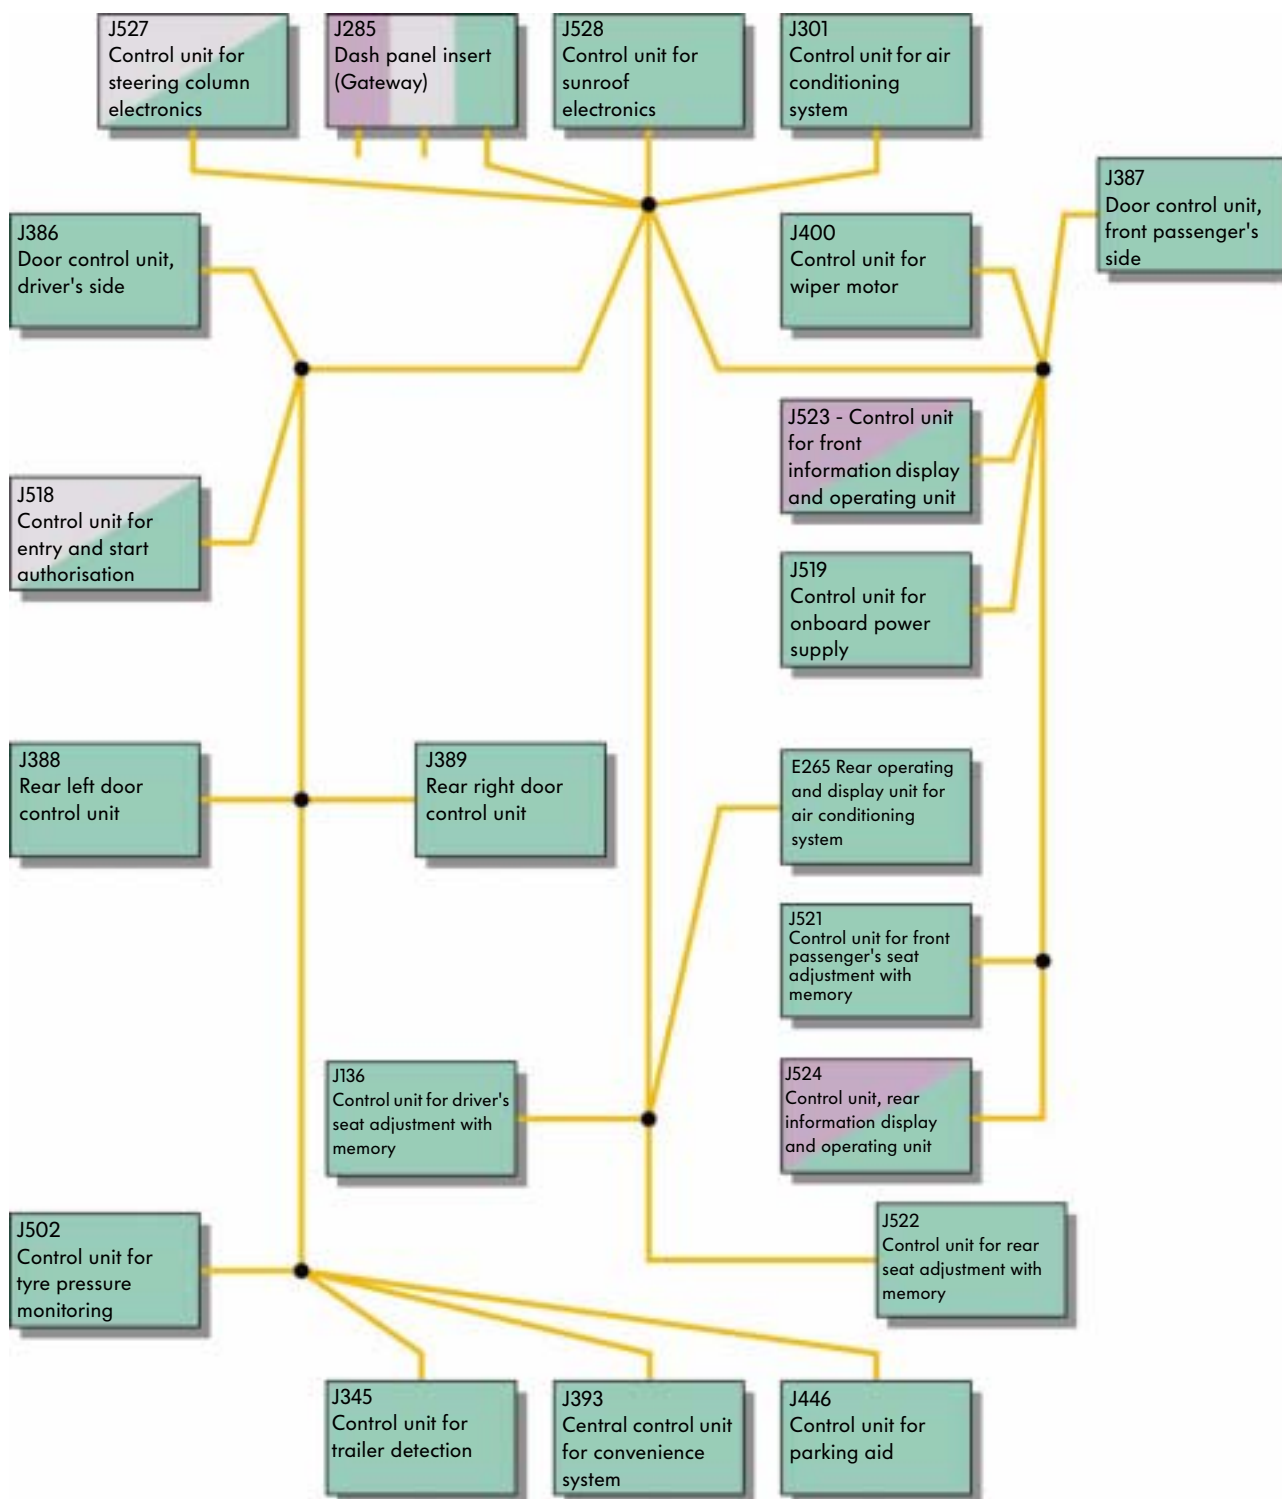 J527
Control unit for
steering column
electronics
J285
Dash panel insert
(Gateway)
J528
Control unit for
sunroof
electronics
J301
Control unit for air
conditioning
system
J387
Door control unit,
front passenger's
side
J386
Door control unit,
driver's side
J400
Control unit for
wiper motor
J523 - Control unit
for front
information display
and operating unit
J518
Control unit for
entry and start
authorisation
J519
Control unit for
onboard power
supply
J388
Rear left door
control unit
J389
Rear right door
control unit
E265 Rear operating
and display unit for
air conditioning
system
J521
Control unit for front
passenger's seat
adjustment with
memory
J136
Control unit for driver's
seat adjustment with
memory
J524
Control unit, rear
information display
and operating unit
J502
Control unit for
tyre pressure
monitoring
J522
Control unit for rear
seat adjustment with
memory
J345
Control unit for
trailer detection
J393
Central control unit
for convenience
system
J446
Control unit for
parking aid